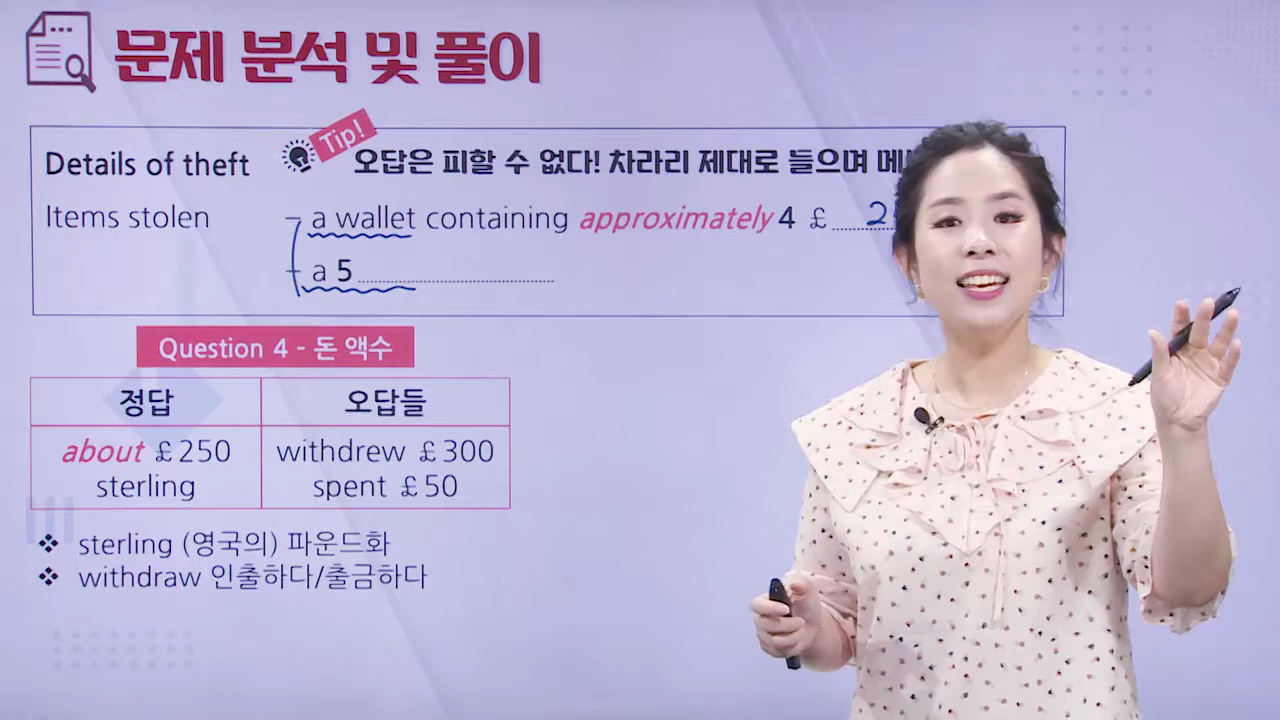 문제 분석 및 풀이
Tip!
Details of theft 오답은 피할 수 없다! 차라리 제대로 들으며
Items stolen a wallet containing approximately 4 £ 2
a 5
Question 4 - 돈 액수
정답 오답들
about £250 withdrew £300
sterling spent £50
❖ sterling (영국의) 파운드화
❖ withdraw 인출하다/출금하다